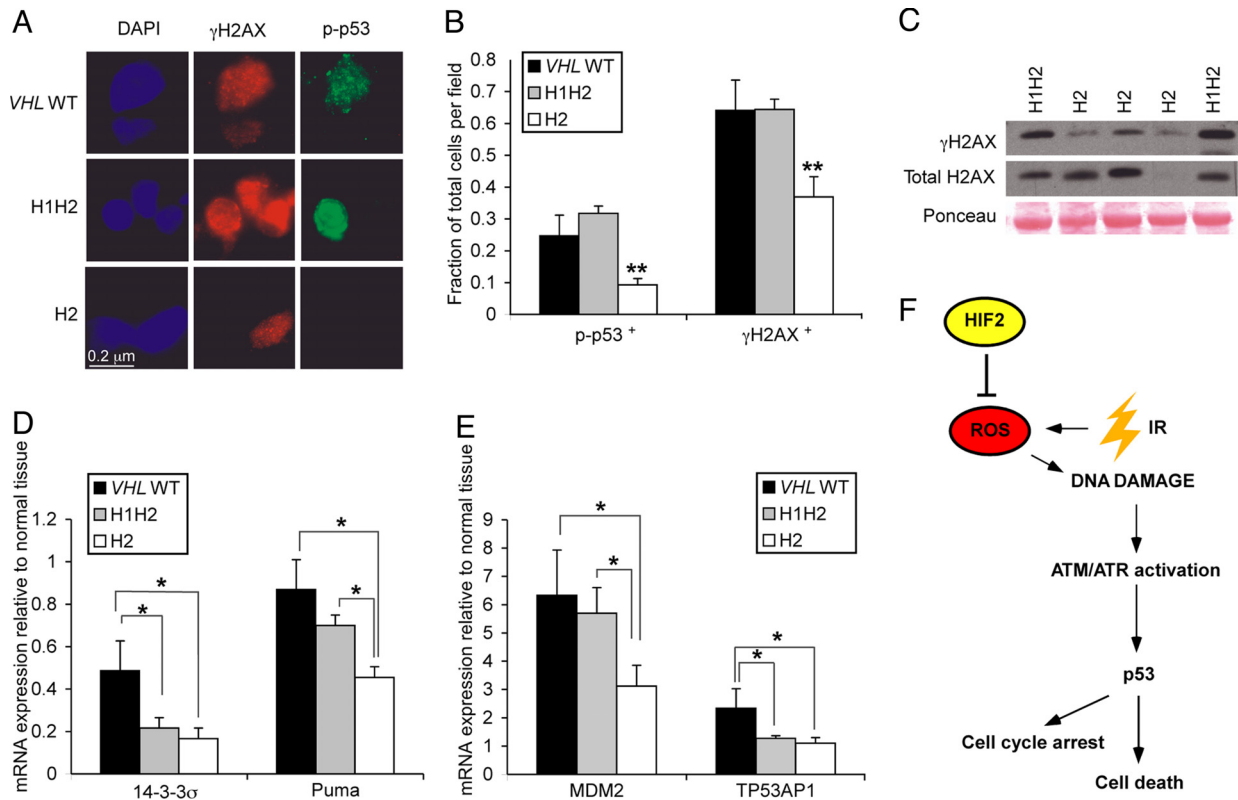 A
DAPI
γH2AX
p-p53
VHL WT
H1H2
H2
0.2 μm
B
Fraction of total cells per field
0.8
0.7
0.6
0.5
0.4
0.3
0.2
0.1
0
VHL WT
H1H2
H2
**
**
p-p53 +
γH2AX +
C
H1H2
H2
H2
H2
H1H2
γH2AX
Total H2AX
Ponceau
D
mRNA expression relative to normal tissue
1.2
1
0.8
0.6
0.4
0.2
0
VHL WT
H1H2
H2
*
*
*
*
14-3-3σ
Puma
E
mRNA expression relative to normal tissue
9
8
7
6
5
4
3
2
1
0
VHL WT
H1H2
H2
*
*
*
*
MDM2
TP53AP1
F
HIF2
ROS
IR
DNA DAMAGE
ATM/ATR activation
p53
Cell cycle arrest
Cell death